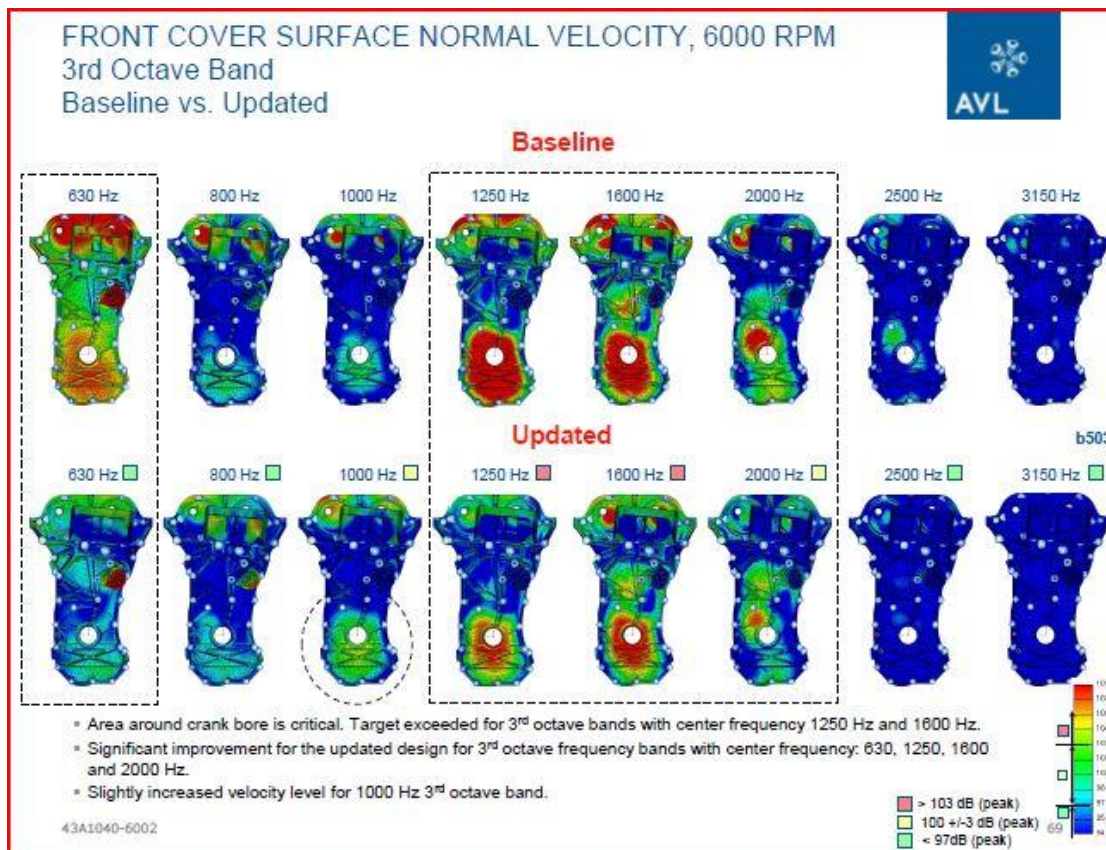 FRONT COVER SURFACE NORMAL VELOCITY, 6000 RPM
3rd Octave Band
Baseline vs. Updated
AVL
Baseline
630 Hz 800 Hz 1000 Hz 1250 Hz 1600 Hz 2000 Hz 2500 Hz 3150 Hz
Updated
b503
630 Hz 800 Hz 1000 Hz 1250 Hz 1600 Hz 2000 Hz 2500 Hz 3150 Hz
▪ Area around crank bore is critical. Target exceeded for 3rd octave bands with center frequency 1250 Hz and 1600 Hz.
▪ Significant improvement for the updated design for 3rd octave frequency bands with center frequency: 630, 1250, 1600
and 2000 Hz.
▪ Slightly increased velocity level for 1000 Hz 3rd octave band.
> 103 dB (peak)
100 +/-3 dB (peak)
< 97dB (peak)
43A1040-6002
69